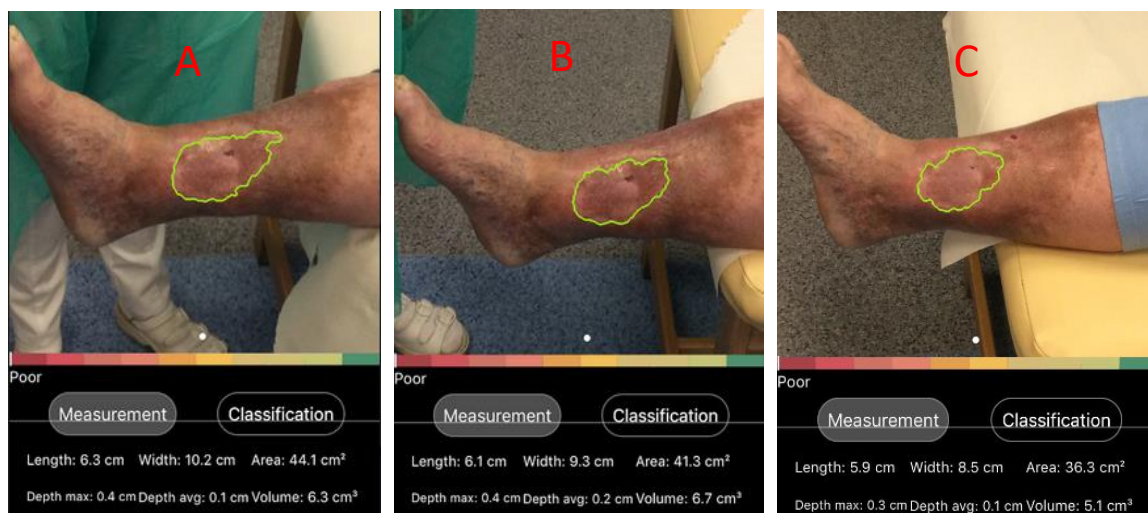 A
Poor
Measurement Classification
Length: 6.3 cm Width: 10.2 cm Area: 44.1 cm²
Depth max: 0.4 cm Depth avg: 0.1 cm Volume: 6.3 cm³
B
Poor
Measurement Classification
Length: 6.1 cm Width: 9.3 cm Area: 41.3 cm²
Depth max: 0.4 cm Depth avg: 0.2 cm Volume: 6.7 cm³
C
Poor
Measurement Classification
Length: 5.9 cm Width: 8.5 cm Area: 36.3 cm²
Depth max: 0.3 cm Depth avg: 0.1 cm Volume: 5.1 cm³